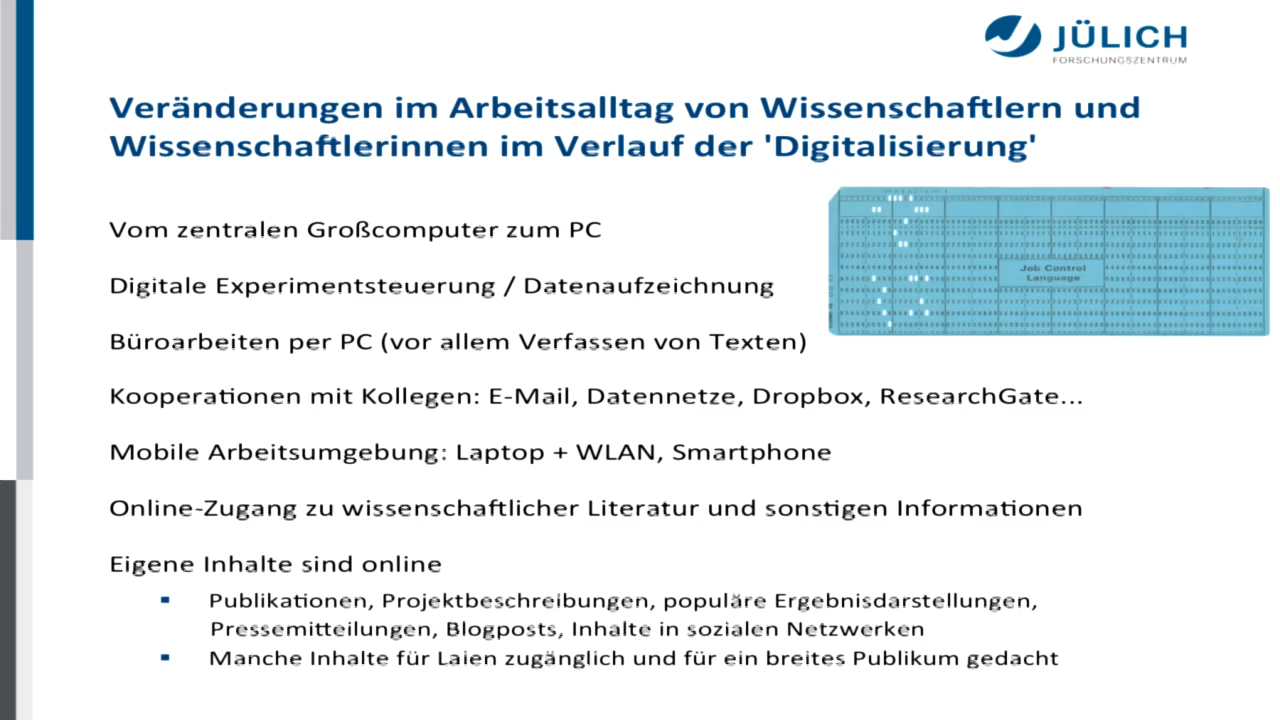 JÜLICH
FORSCHUNGSZENTRUM
Veränderungen im Arbeitsalltag von Wissenschaftlern und
Wissenschaftlerinnen im Verlauf der 'Digitalisierung'
Vom zentralen Großcomputer zum PC
Job Control
Language
Digitale Experimentsteuerung / Datenaufzeichnung
Büroarbeiten per PC (vor allem Verfassen von Texten)
Kooperationen mit Kollegen: E-Mail, Datennetze, Dropbox, ResearchGate...
Mobile Arbeitsumgebung: Laptop + WLAN, Smartphone
Online-Zugang zu wissenschaftlicher Literatur und sonstigen Informationen
Eigene Inhalte sind online
Publikationen, Projektbeschreibungen, populäre Ergebnisdarstellungen,
Pressemitteilungen, Blogposts, Inhalte in sozialen Netzwerken
Manche Inhalte für Laien zugänglich und für ein breites Publikum gedacht